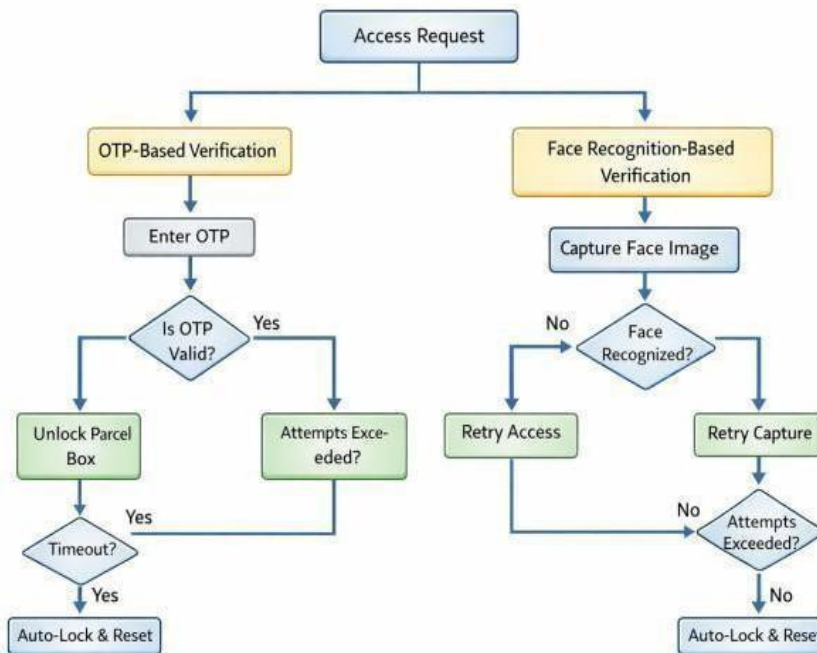 Access Request
OTP-Based Verification
Face Recognition-Based
Verification
Enter OTP
Capture Face Image
Is OTP
Valid?
Yes
No
Face
Recognized?
Unlock Parcel
Box
Attempts Exce-
eded?
Retry Access
Retry Capture
Timeout?
Yes
No
Attempts
Exceeded?
Yes
No
Auto-Lock & Reset
Auto-Lock & Reset